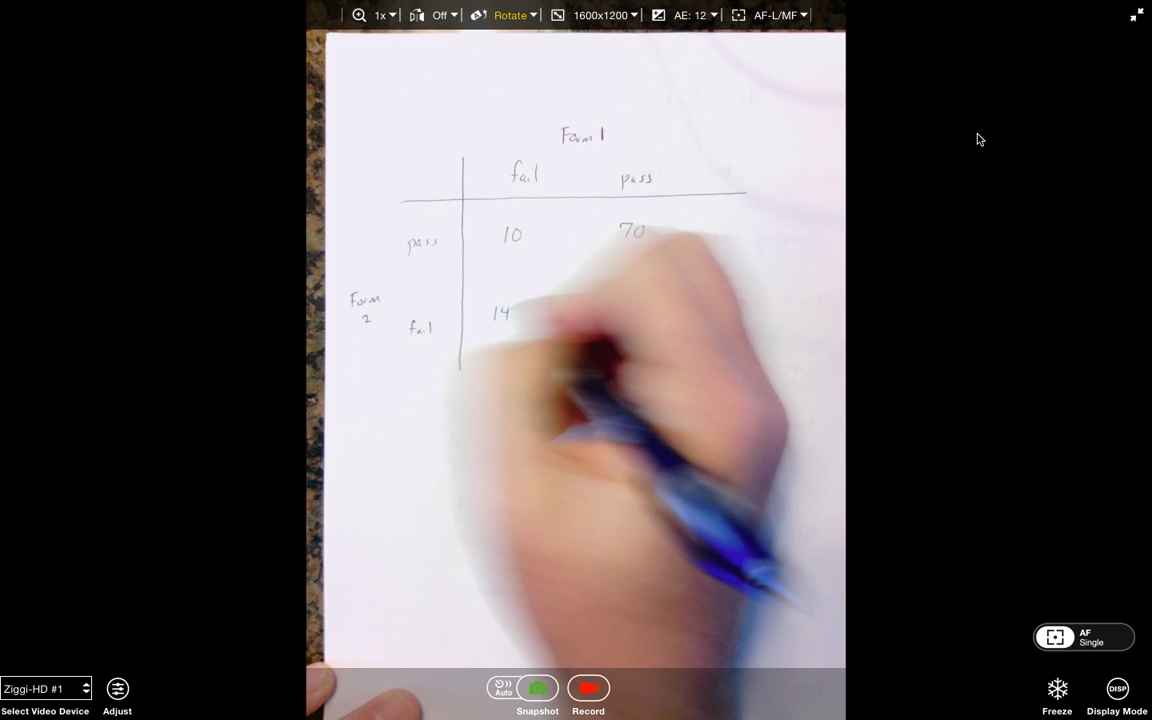 1x Off Rotate 1600x1200 AE: 12 AF-L/MF
Form 1
fail pass
pass 10 70
Form
2
fail 14
AF
Single
Ziggi-HD #1
Auto
DISP
Select Video Device Adjust Snapshot Record Freeze Display Mode